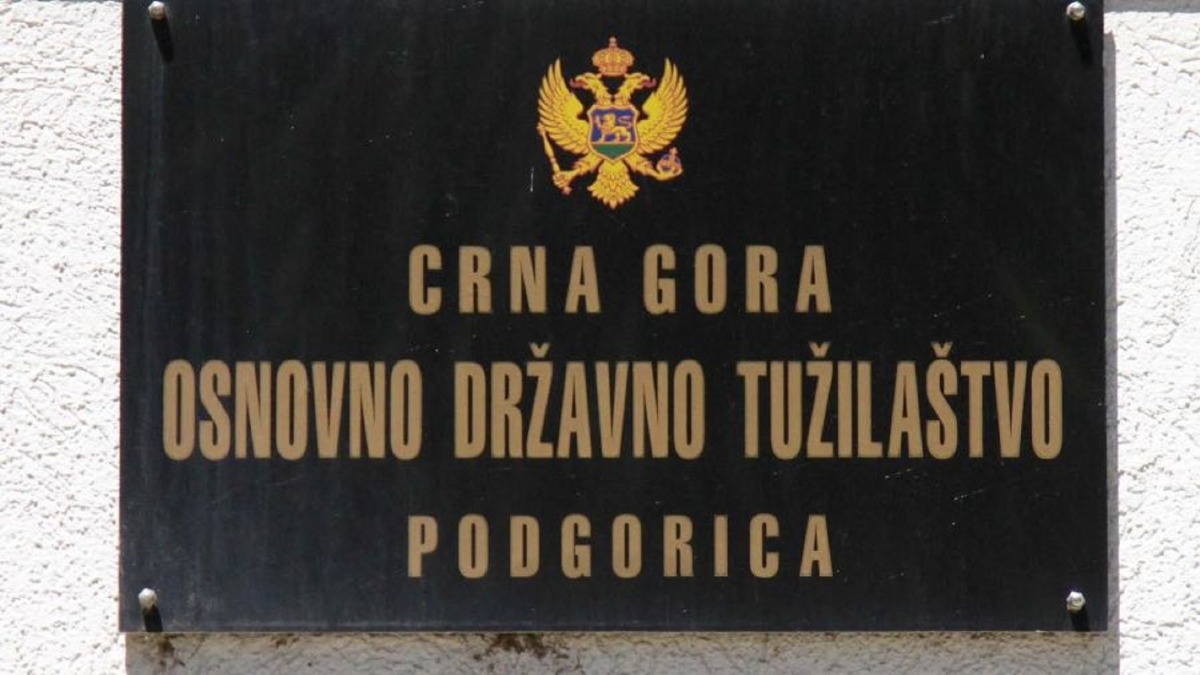 CRNA GORA
OSNOVNO DRŽAVNO TUŽILAŠTVO
PODGORICA